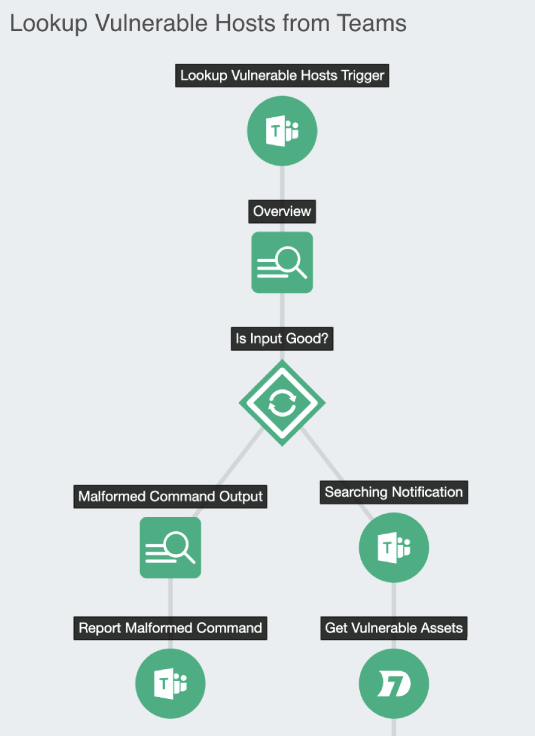 Lookup Vulnerable Hosts from Teams
Lookup Vulnerable Hosts Trigger
T
Overview
Is Input Good?
Malformed Command Output
Searching Notification
T
Report Malformed Command
Get Vulnerable Assets
T